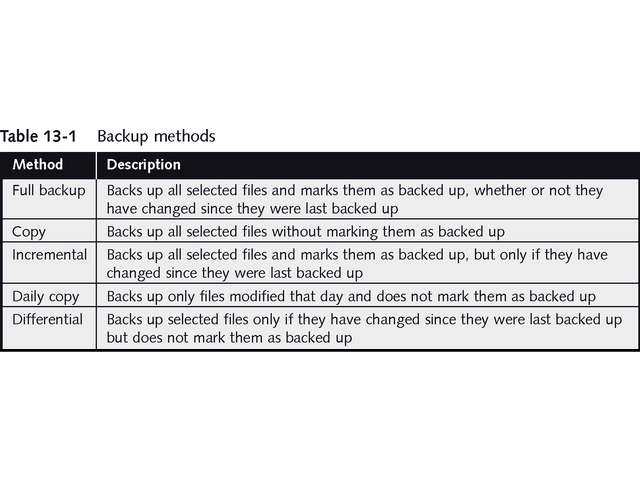 Table 13-1 Backup methods
Method Description
Full backup Backs up all selected files and marks them as backed up, whether or not they
have changed since they were last backed up
Copy Backs up all selected files without marking them as backed up
Incremental Backs up all selected files and marks them as backed up, but only if they have
changed since they were last backed up
Daily copy Backs up only files modified that day and does not mark them as backed up
Differential Backs up selected files only if they have changed since they were last backed up
but does not mark them as backed up